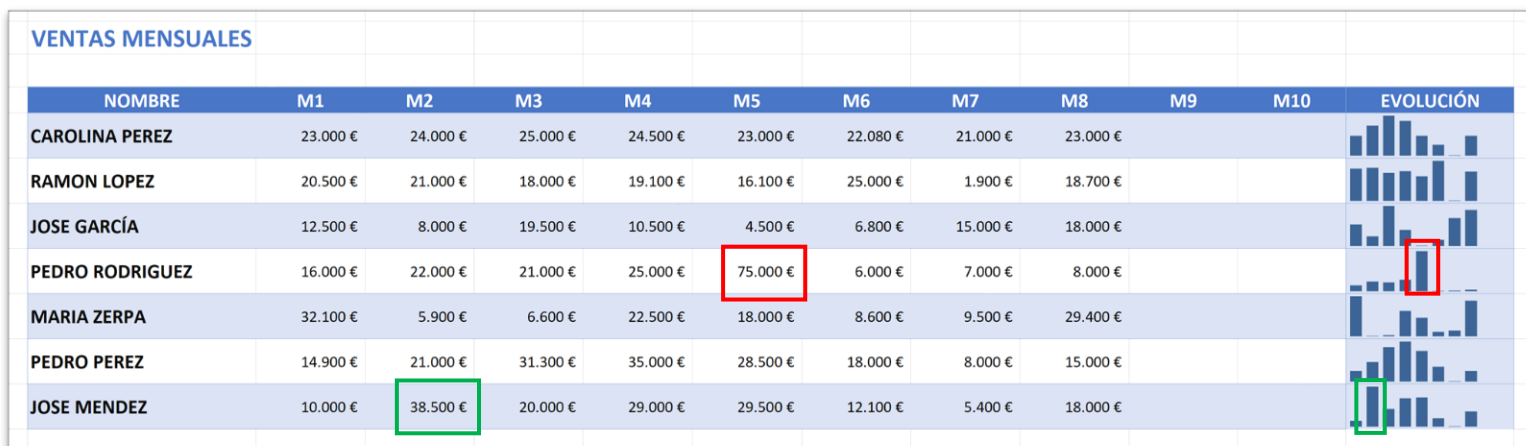 VENTAS MENSUALES
NOMBRE M1 M2 M3 M4 M5 M6 M7 M8 M9 M10 EVOLUCIÓN
CAROLINA PEREZ 23.000 € 24.000 € 25.000 € 24.500 € 23.000 € 22.080 € 21.000 € 23.000 €
RAMON LOPEZ 20.500 € 21.000 € 18.000 € 19.100 € 16.100 € 25.000 € 1.900 € 18.700 €
JOSE GARCÍA 12.500 € 8.000 € 19.500 € 10.500 € 4.500 € 6.800 € 15.000 € 18.000 €
PEDRO RODRIGUEZ 16.000 € 22.000 € 21.000 € 25.000 € 75.000 € 6.000 € 7.000 € 8.000 €
MARIA ZERPA 32.100 € 5.900 € 6.600 € 22.500 € 18.000 € 8.600 € 9.500 € 29.400 €
PEDRO PEREZ 14.900 € 21.000 € 31.300 € 35.000 € 28.500 € 18.000 € 8.000 € 15.000 €
JOSE MENDEZ 10.000 € 38.500 € 20.000 € 29.000 € 29.500 € 12.100 € 5.400 € 18.000 €